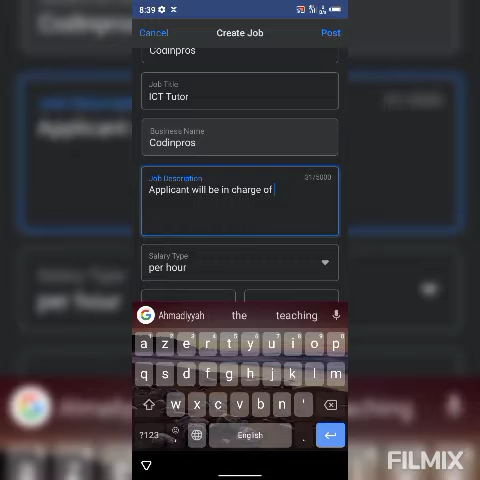 8:39
Cancel Create Job Post
Codinpros
Job Title
ICT Tutor
Business Name
Codinpros
Job Description 31/5000
Applicant will be in charge of
Salary Type
per hour
Ahmadiyyah the teaching
a z e r t y u i o p
q s d f g h j k l m
w x c v b n '
?123 , English .
FILMIX